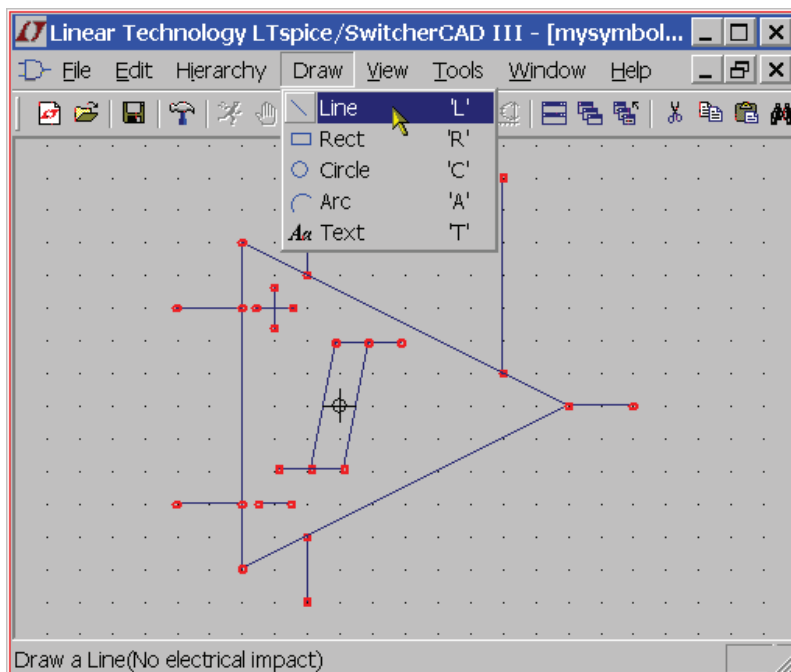 Linear Technology LTspice/SwitcherCAD III - [mysymbol...
File Edit Hierarchy Draw View Tools Window Help
Line 'L'
Rect 'R'
Circle 'C'
Arc 'A'
Aa Text 'T'
Draw a Line(No electrical impact)